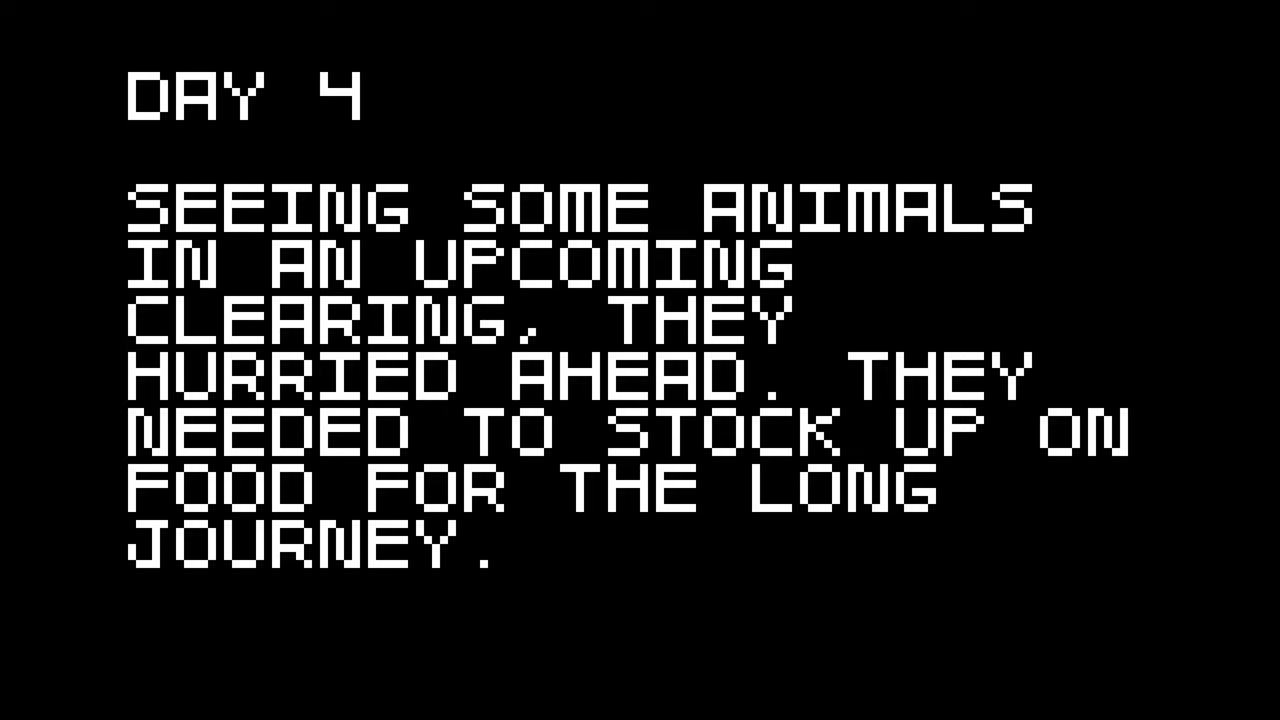 DAY 4
SEEING SOME ANIMALS
IN AN UPCOMING
CLEARING, THEY
HURRIED AHEAD. THEY
NEEDED TO STOCK UP ON
FOOD FOR THE LONG
JOURNEY.